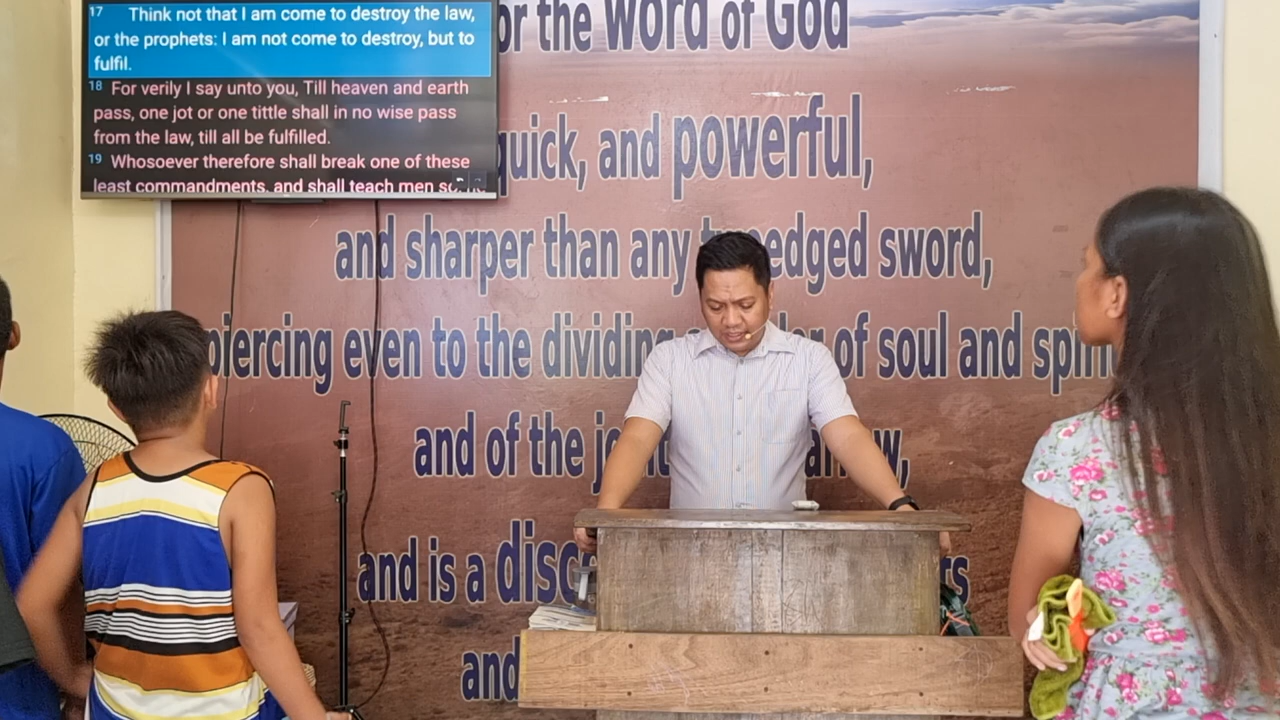 17 Think not that I am come to destroy the law,
or the prophets: I am not come to destroy, but to
fulfil.
18 For verily I say unto you, Till heaven and earth
pass, one jot or one tittle shall in no wise pass
from the law, till all be fulfilled.
19 Whosoever therefore shall break one of these
least commandments, and shall teach men so,
or the word of God
quick, and powerful,
and sharper than any edged sword,
piercing even to the dividing of soul and spirit
and of the
and is a
and